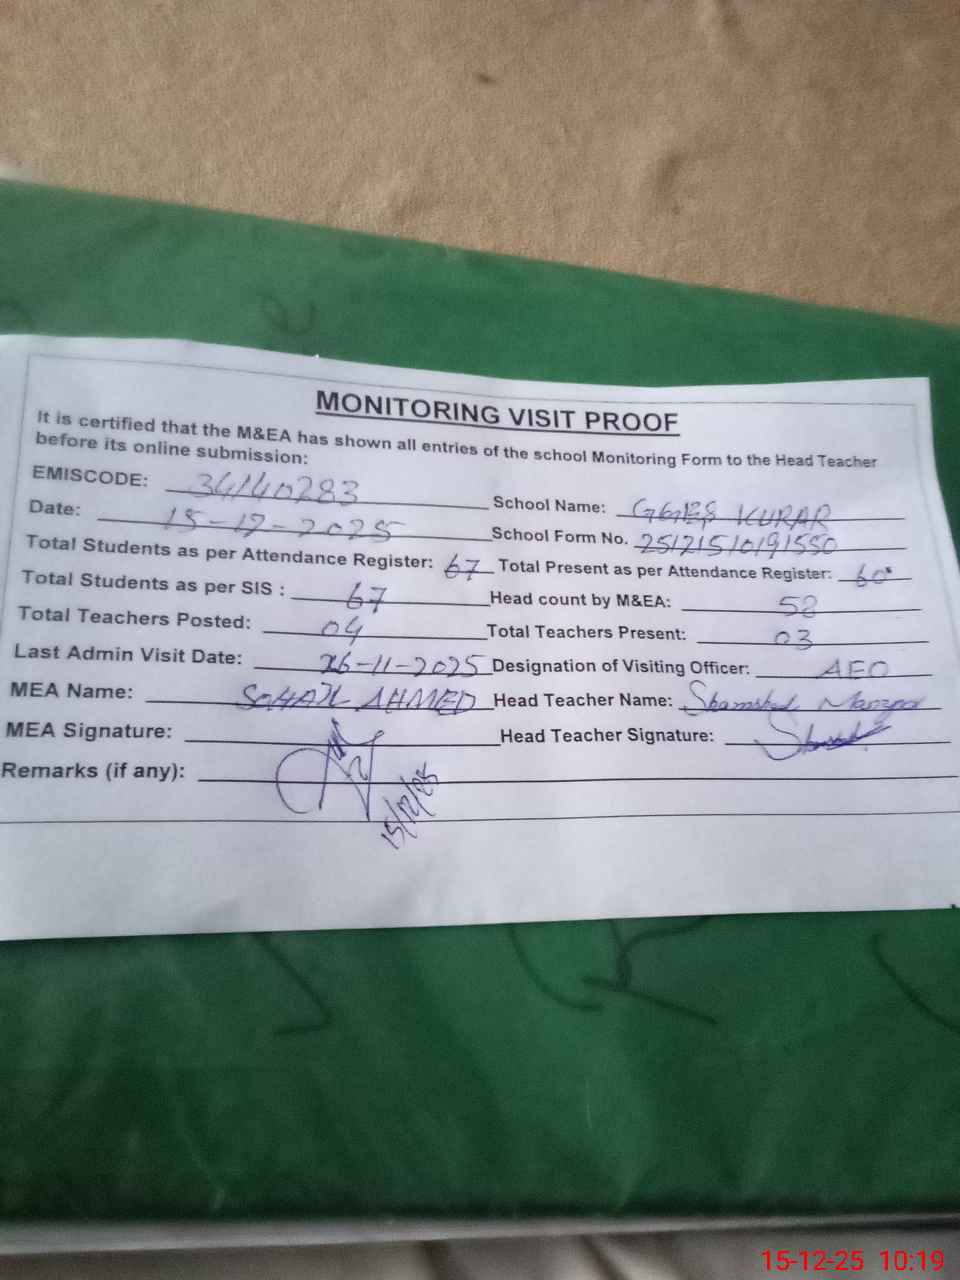 MONITORING VISIT PROOF
It is certified that the M&EA has shown all entries of the school Monitoring Form to the Head Teacher
before its online submission:
EMISCODE: 34140283 School Name: KURAR
Date: 15-12-2025 School Form No.
Total Students as per Attendance Register: 67 Total Present as per Attendance Register: 60
Total Students as per SIS : 67 Head count by M&EA: 58
Total Teachers Posted: 04 Total Teachers Present: 03
Last Admin Visit Date: 26-11-2025 Designation of Visiting Officer: AEO
MEA Name: SOHAIL AHMED Head Teacher Name:
MEA Signature: Head Teacher Signature:
Remarks (if any):
15/12/25
15-12-25 10:19